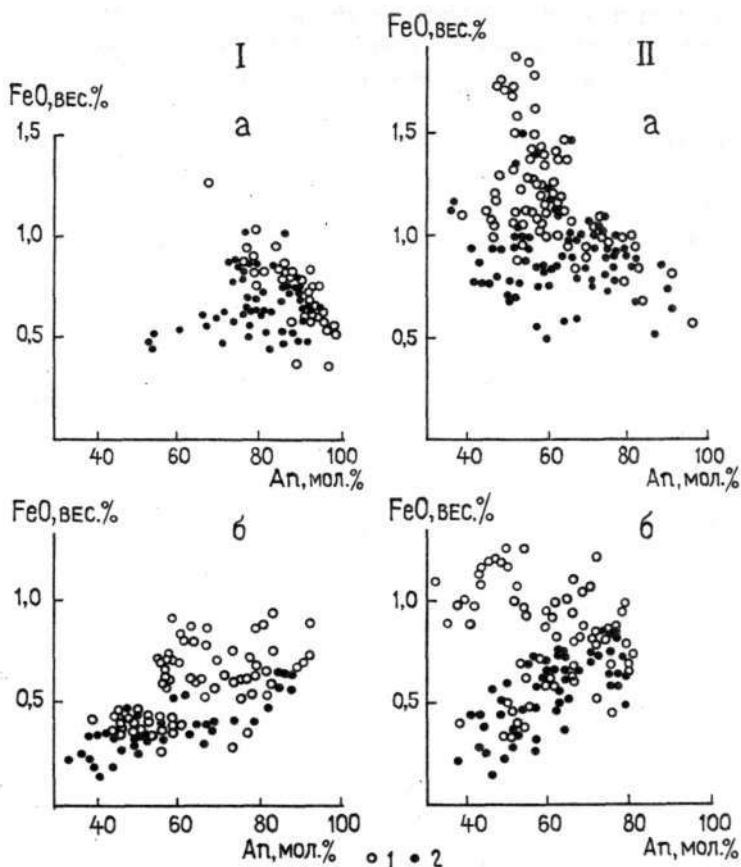 I
FeO, вес.%
а
1,5
1,0
0,5
40 60 80 100
An, мол.%
II
FeO, вес.%
а
1,5
1,0
0,5
40 60 80 100
An, мол.%
FeO, вес.%
б
1,0
0,5
40 60 80 100
An, мол.%
FeO, вес.%
б
1,0
0,5
40 60 80 100
An, мол.%
1 2